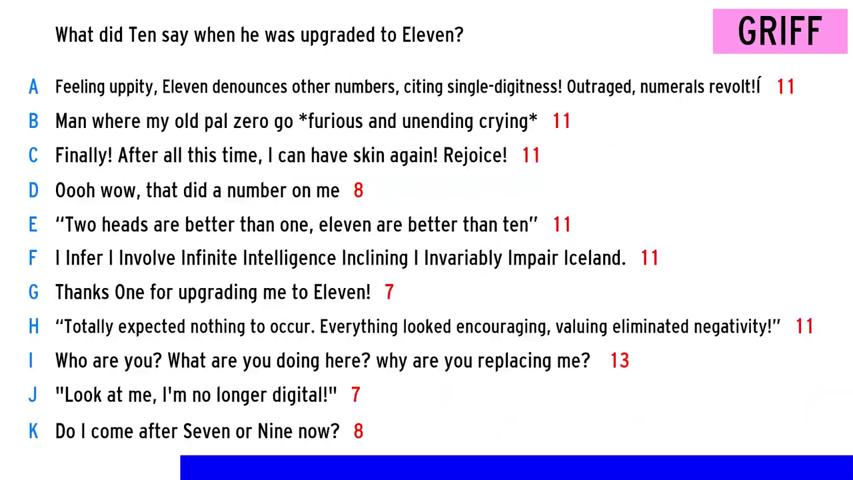 What did Ten say when he was upgraded to Eleven?
GRIFF
A Feeling uppity, Eleven denounces other numbers, citing single-digitness! Outraged, numerals revolt!Í 11
B Man where my old pal zero go *furious and unending crying* 11
C Finally! After all this time, I can have skin again! Rejoice! 11
D Oooh wow, that did a number on me 8
E “Two heads are better than one, eleven are better than ten” 11
F I Infer I Involve Infinite Intelligence Inclining I Invariably Impair Iceland. 11
G Thanks One for upgrading me to Eleven! 7
H “Totally expected nothing to occur. Everything looked encouraging, valuing eliminated negativity!” 11
I Who are you? What are you doing here? why are you replacing me? 13
J "Look at me, I'm no longer digital!" 7
K Do I come after Seven or Nine now? 8